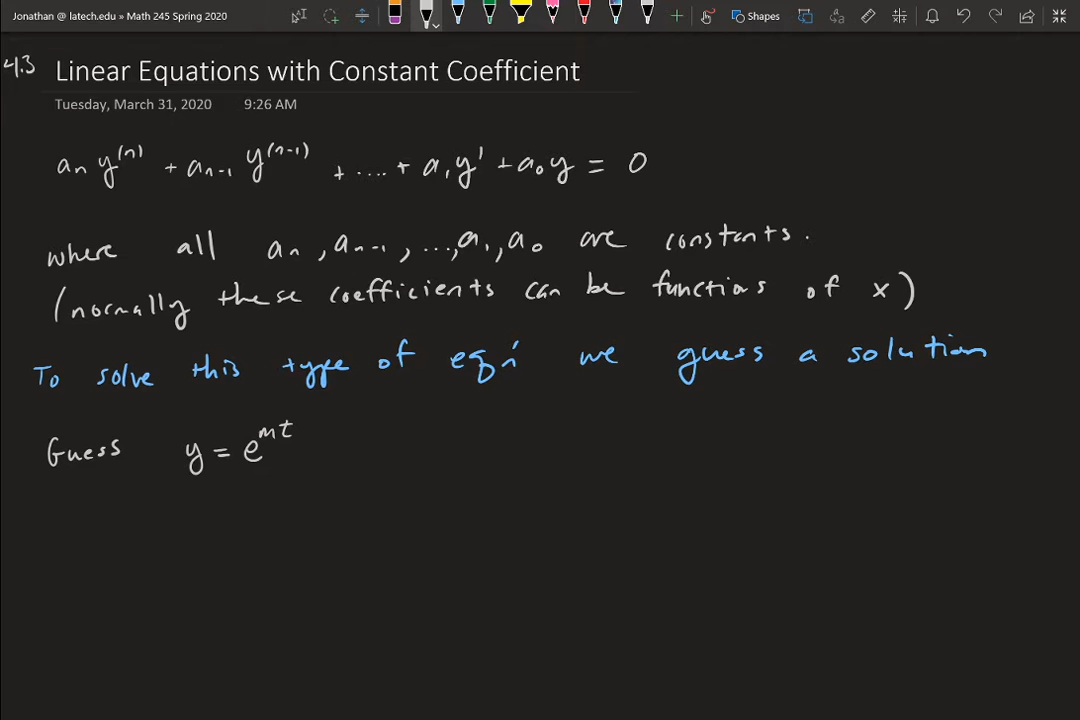 Jonathan @ latech.edu » Math 245 Spring 2020
Shapes
4.3 Linear Equations with Constant Coefficient
Tuesday, March 31, 2020 9:26 AM
aₙ y⁽ⁿ⁾ + aₙ₋₁ y⁽ⁿ⁻¹⁾ + .... + a₁y' + a₀y = 0
where all aₙ, aₙ₋₁, ..., a₁, a₀ are constants.
(normally these coefficients can be functions of x)
To solve this type of eqn' we guess a solution
Guess y = e^{mt}